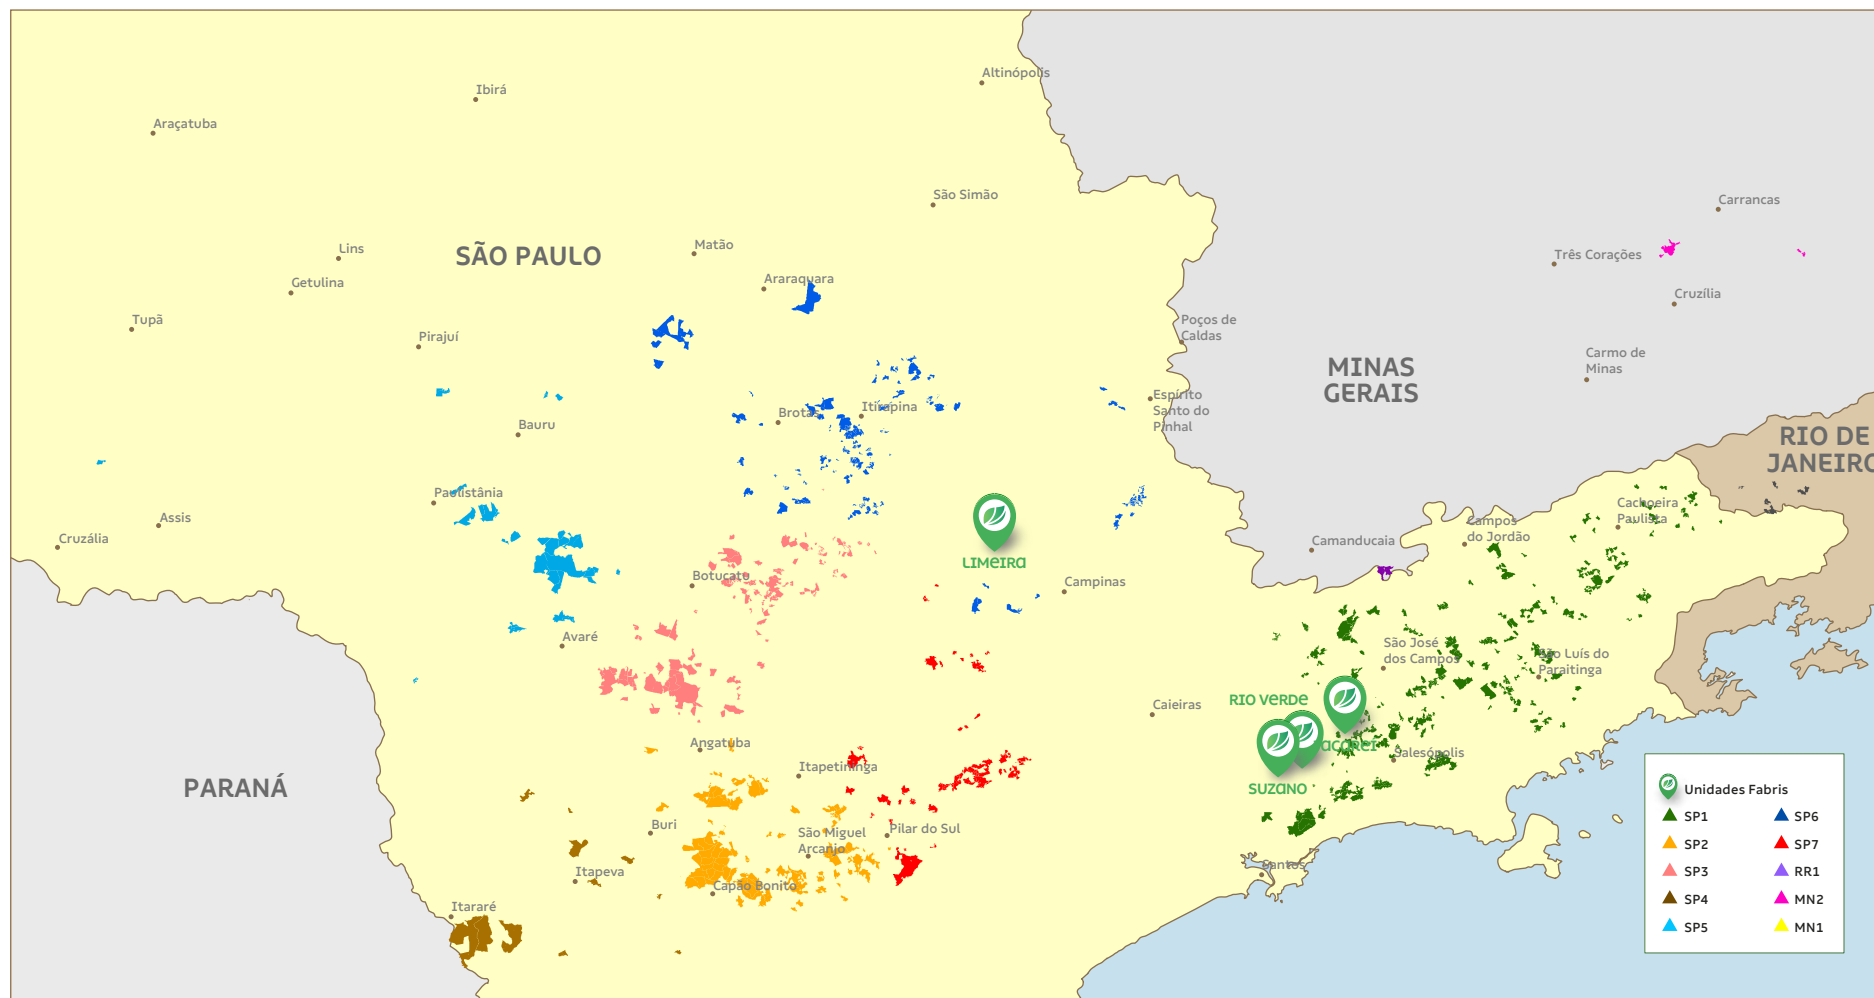 Altinópolis
Ibirá
Araçatuba
São Simão
Carrancas
Matão
Lins
SÃO PAULO
Três Corações
Getulina
Araraquara
Cruzília
Tupã
Pirajuí
Poços de
Caldas
Carmo de
Minas
MINAS
GERAIS
Espírito
Santo do
Pinhal
Brotas
Itirapina
Bauru
RIO DE
JANEIRO
Paulistânia
Assis
Cachoeira
Paulista
Campos
do Jordão
Cruzália
Camanducaia
LIMEIRA
Botucatu
Campinas
Avaré
São José
dos Campos
São Luís do
Paraitinga
RIO VERDE
Caieiras
Angatuba
JACAREÍ
Salesópolis
Itapetininga
PARANÁ
SUZANO
Buri
São Miguel
Arcanjo
Pilar do Sul
Itapeva
Capão Bonito
Santos
Itararé
Unidades Fabris
SP1
SP6
SP2
SP7
SP3
RR1
SP4
MN2
SP5
MN1